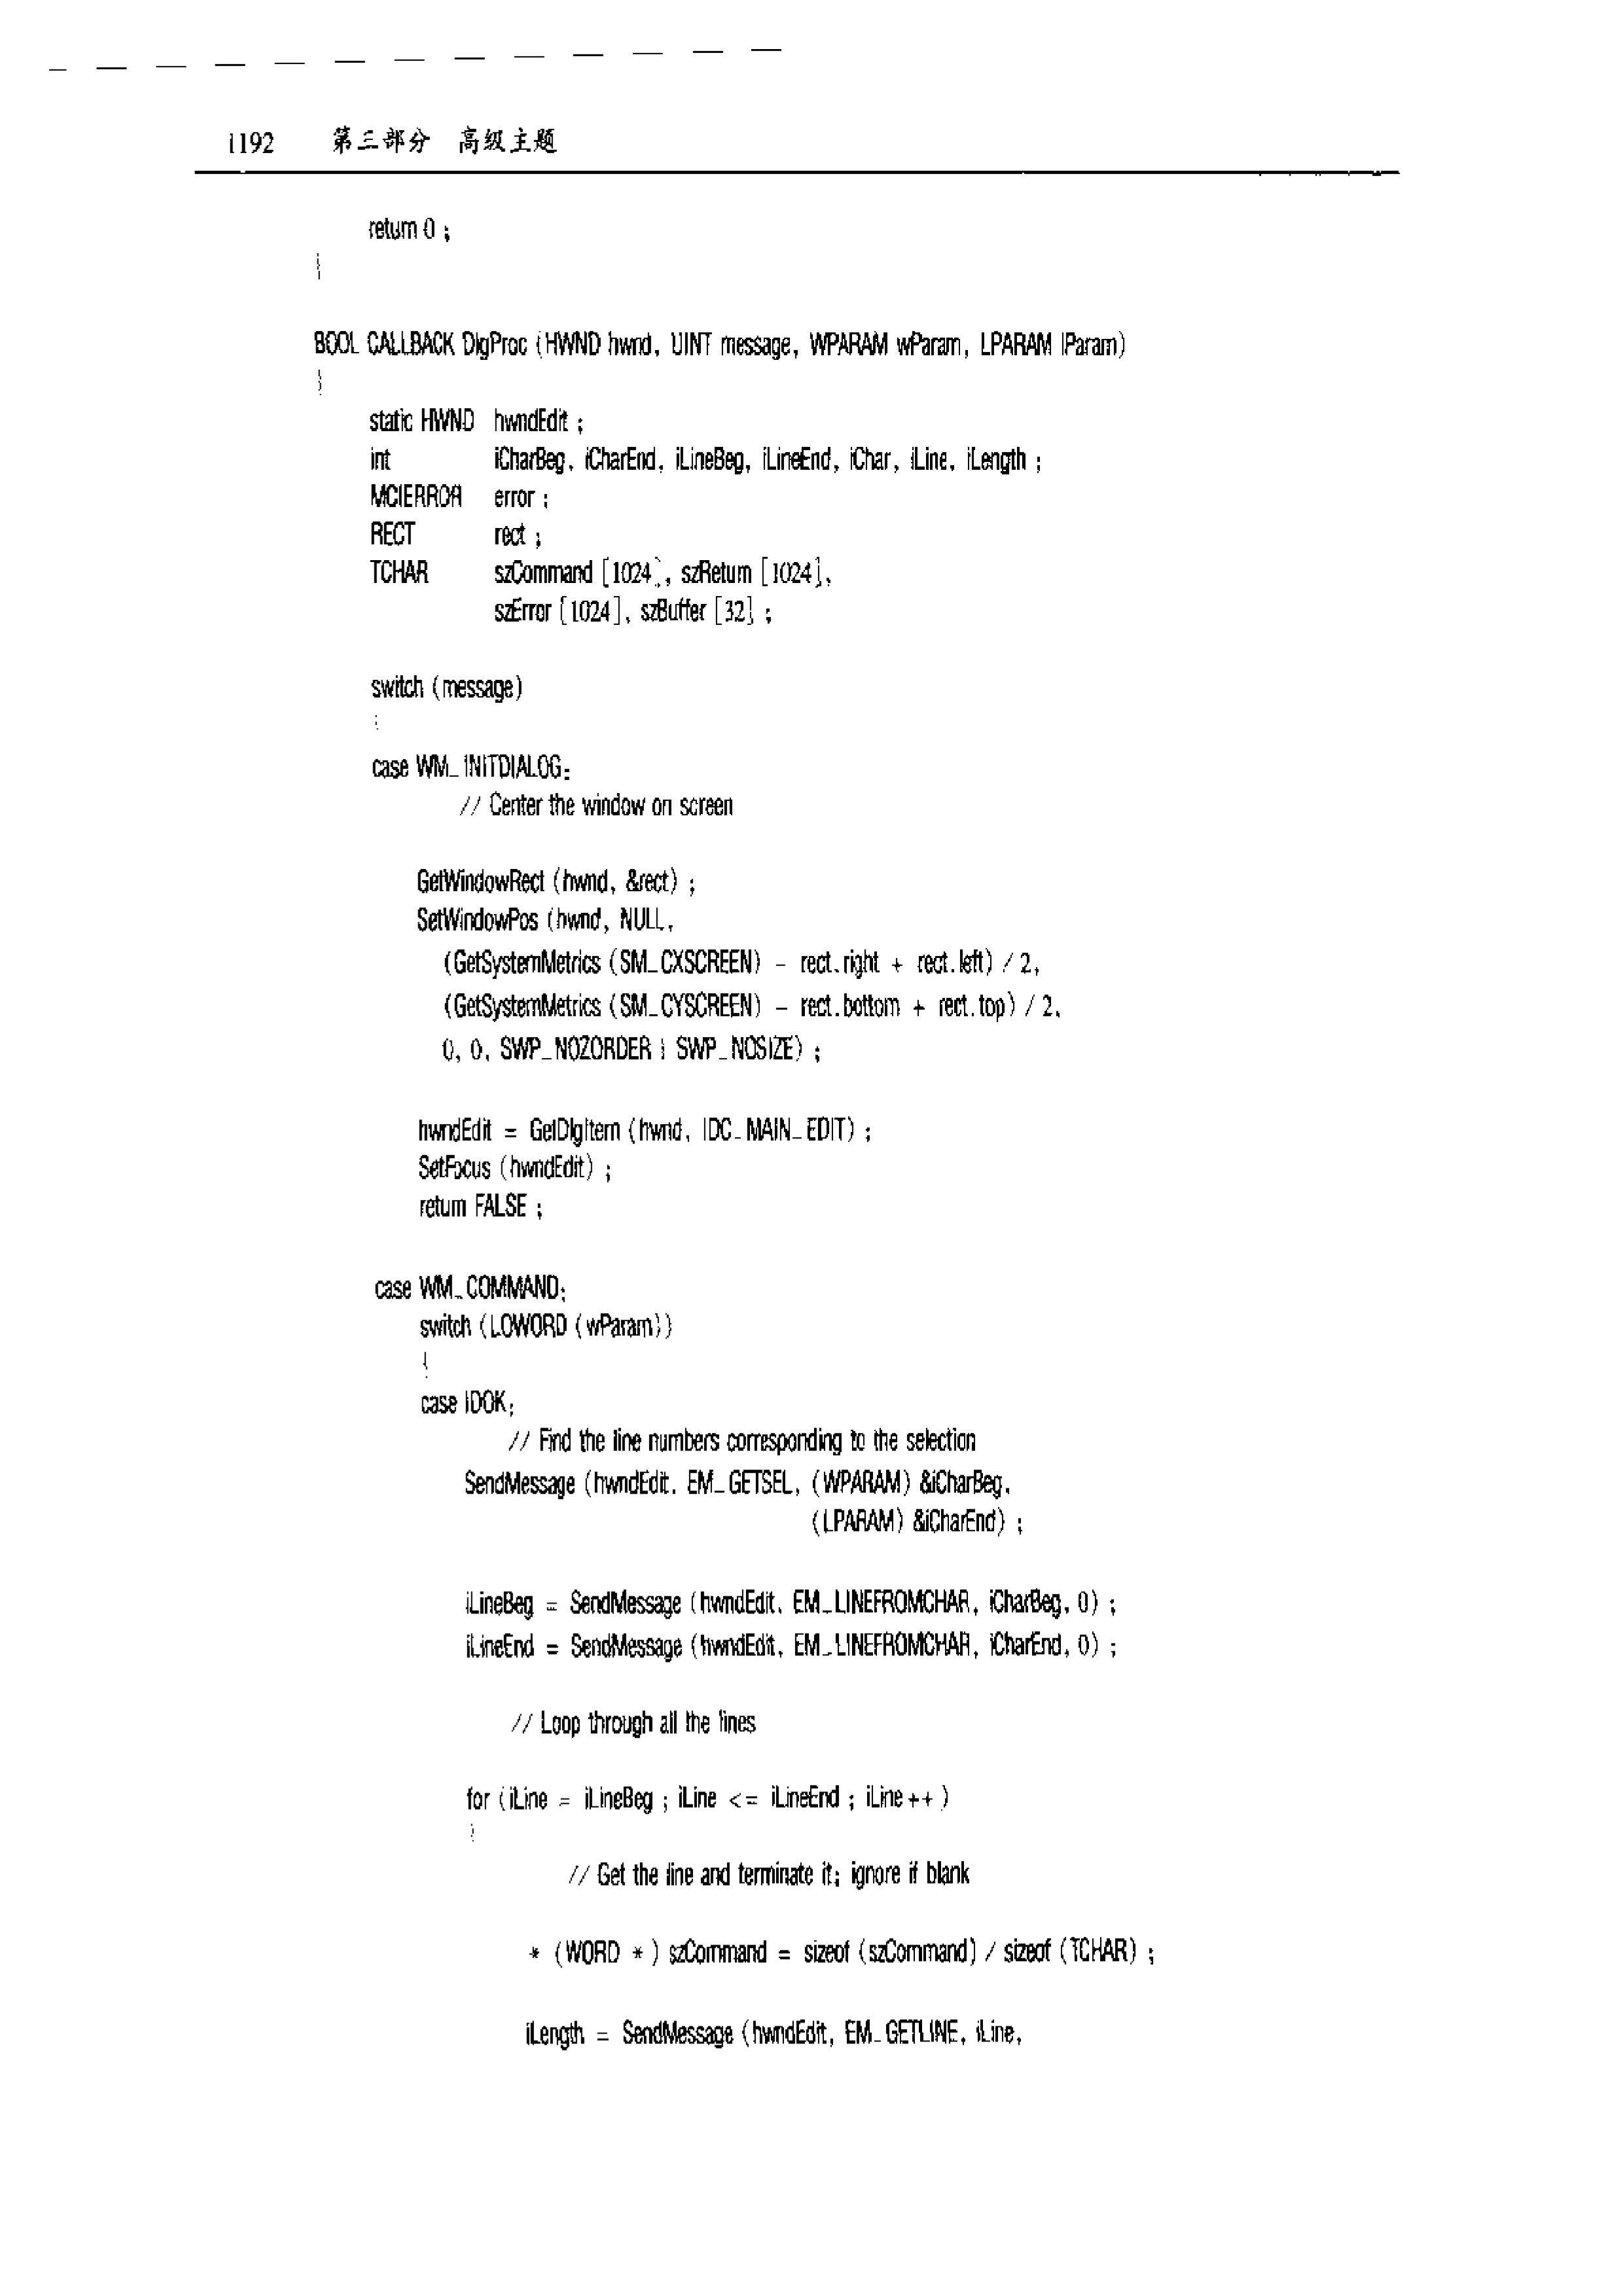 1192 第三部分 高级主题
return 0 ;
}
BOOL CALLBACK DlgProc (HWND hwnd, UINT message, WPARAM wParam, LPARAM lParam)
{
static HWND hwndEdit ;
int iCharBeg, iCharEnd, iLineBeg, iLineEnd, iChar, iLine, iLength ;
MCIERROR error ;
RECT rect ;
TCHAR szCommand [1024], szReturn [1024],
szError [1024], szBuffer [32] ;
switch (message)
{
case WM_INITDIALOG:
// Center the window on screen
GetWindowRect (hwnd, &rect) ;
SetWindowPos (hwnd, NULL,
(GetSystemMetrics (SM_CXSCREEN) - rect.right + rect.left) / 2,
(GetSystemMetrics (SM_CYSCREEN) - rect.bottom + rect.top) / 2,
0, 0, SWP_NOZORDER | SWP_NOSIZE) ;
hwndEdit = GetDlgItem (hwnd, IDC_MAIN_EDIT) ;
SetFocus (hwndEdit) ;
return FALSE ;
case WM_COMMAND:
switch (LOWORD (wParam))
{
case IDOK:
// Find the line numbers corresponding to the selection
SendMessage (hwndEdit, EM_GETSEL, (WPARAM) &iCharBeg,
(LPARAM) &iCharEnd) ;
iLineBeg = SendMessage (hwndEdit, EM_LINEFROMCHAR, iCharBeg, 0) ;
iLineEnd = SendMessage (hwndEdit, EM_LINEFROMCHAR, iCharEnd, 0) ;
// Loop through all the lines
for (iLine = iLineBeg ; iLine <= iLineEnd ; iLine++ )
{
// Get the line and terminate it; ignore if blank
* (WORD * ) szCommand = sizeof (szCommand) / sizeof (TCHAR) ;
iLength = SendMessage (hwndEdit, EM_GETLINE, iLine,